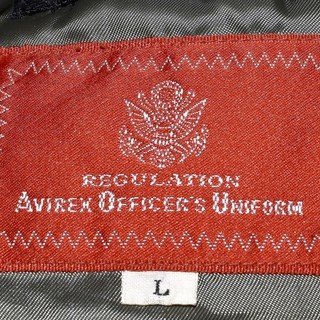 REGULATION
AVIREX OFFICER'S UNIFORM
L